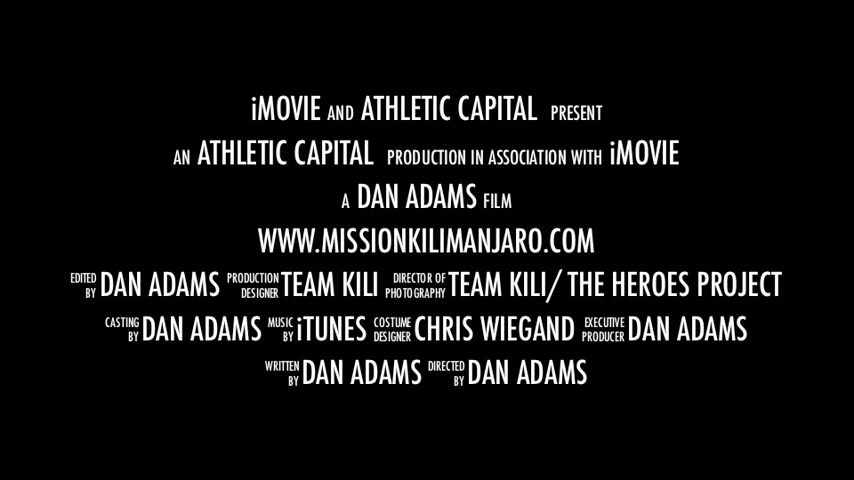 iMOVIE AND ATHLETIC CAPITAL PRESENT
AN ATHLETIC CAPITAL PRODUCTION IN ASSOCIATION WITH iMOVIE
A DAN ADAMS FILM
WWW.MISSIONKILIMANJARO.COM
EDITED BY DAN ADAMS PRODUCTION DESIGNER TEAM KILI DIRECTOR OF PHOTOGRAPHY TEAM KILI/ THE HEROES PROJECT
CASTING BY DAN ADAMS MUSIC BY iTUNES COSTUME DESIGNER CHRIS WIEGAND EXECUTIVE PRODUCER DAN ADAMS
WRITTEN BY DAN ADAMS DIRECTED BY DAN ADAMS